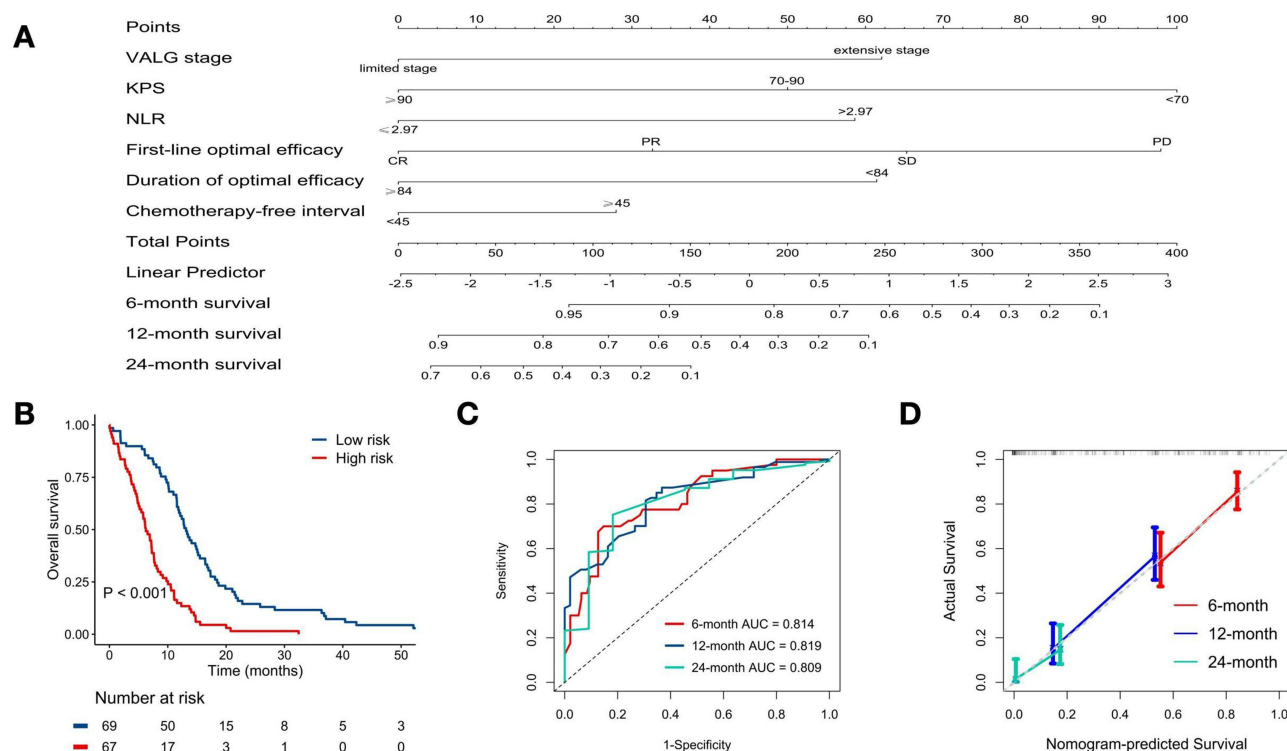 A
Points
0 10 20 30 40 50 60 70 80 90 100
VALG stage
extensive stage
limited stage
KPS
70-90
≥90
<70
NLR
>2.97
≤2.97
First-line optimal efficacy
PR
PD
CR
SD
Duration of optimal efficacy
<84
≥84
Chemotherapy-free interval
≥45
<45
Total Points
0 50 100 150 200 250 300 350 400
Linear Predictor
-2.5 -2 -1.5 -1 -0.5 0 0.5 1 1.5 2 2.5 3
6-month survival
0.95 0.9 0.8 0.7 0.6 0.5 0.4 0.3 0.2 0.1
12-month survival
0.9 0.8 0.7 0.6 0.5 0.4 0.3 0.2 0.1
24-month survival
0.7 0.6 0.5 0.4 0.3 0.2 0.1
B
Overall survival
1.00
0.75
0.50
0.25
0.00
Low risk
High risk
P < 0.001
0 10 20 30 40 50
Time (months)
Number at risk
69 50 15 8 5 3
67 17 3 1 0 0
C
Sensitivity
1.0
0.8
0.6
0.4
0.2
0.0
6-month AUC = 0.814
12-month AUC = 0.819
24-month AUC = 0.809
0.0 0.2 0.4 0.6 0.8 1.0
1-Specificity
D
Actual Survival
1.0
0.8
0.6
0.4
0.2
0.0
6-month
12-month
24-month
0.0 0.2 0.4 0.6 0.8 1.0
Nomogram-predicted Survival